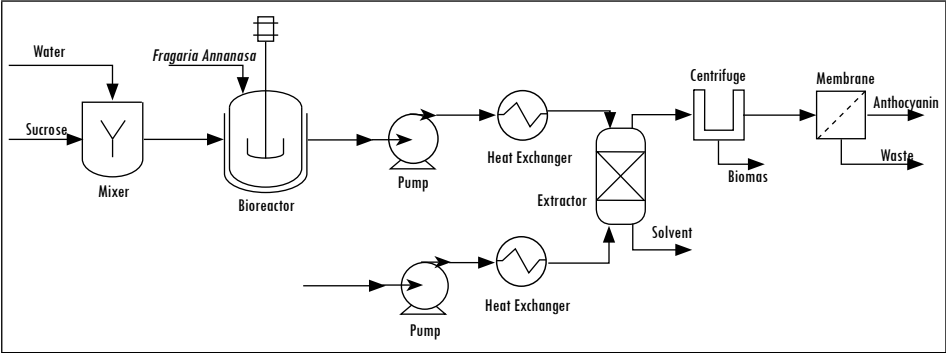 Water
Fragaria Annanasa
Sucrose
Mixer
Bioreactor
Pump
Heat Exchanger
Extractor
Centrifuge
Biomas
Membrane
Anthocyanin
Waste
Solvent
Pump
Heat Exchanger